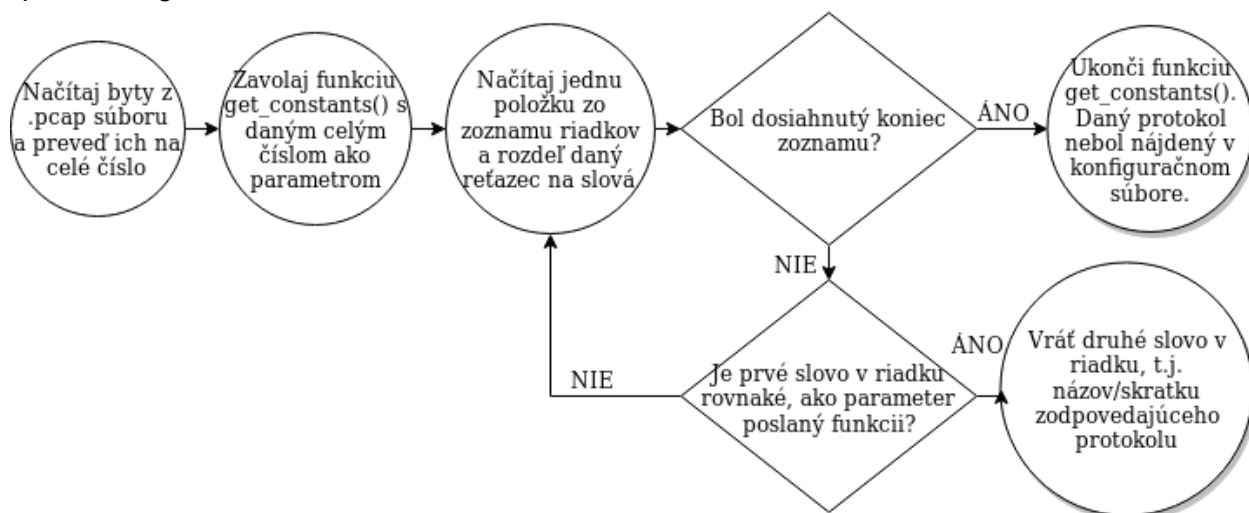 Načítaj byty z
.pcap súboru
a preveď ich na
celé číslo
Zavolaj funkciu
get_constants() s
daným celým
číslom ako
parametrom
Načítaj jednu
položku zo
zoznamu riadkov
a rozdeľ daný
reťazec na slová
Bol dosiahnutý koniec
zoznamu?
ÁNO
Ukonči funkciu
get_constants().
Daný protokol
nebol nájdený v
konfiguračnom
súbore.
NIE
Je prvé slovo v riadku
rovnaké, ako parameter
poslaný funkcii?
NIE
ÁNO
Vráť druhé slovo v
riadku, t.j.
názov/skratku
zodpovedajúceho
protokolu